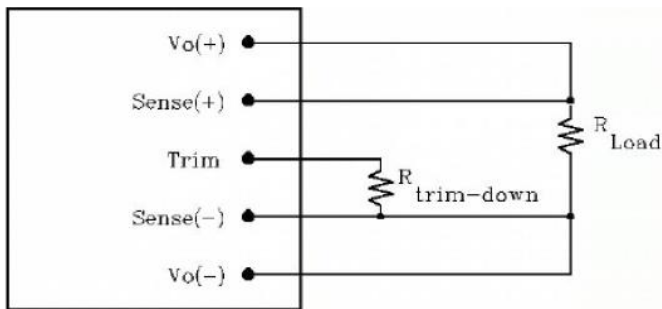 Vo(+)
Sense(+)
Trim
Sense(-)
Vo(-)
R
trim-down
R
Load